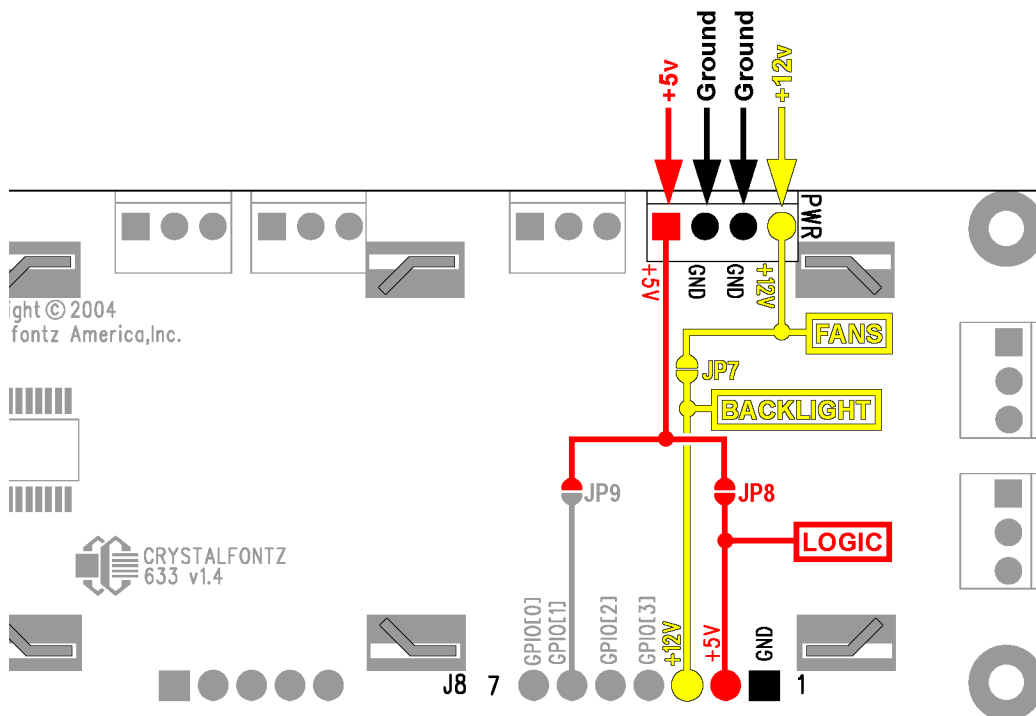 +5v
Ground
Ground
+12v
PWR
+5V
GND
GND
+12V
ight © 2004
fontz America,Inc.
FANS
JP7
BACKLIGHT
JP9
JP8
LOGIC
CRYSTALFONTZ
633 v1.4
GPIO[0]
GPIO[1]
GPIO[2]
GPIO[3]
+12V
+5V
GND
J8 7
1